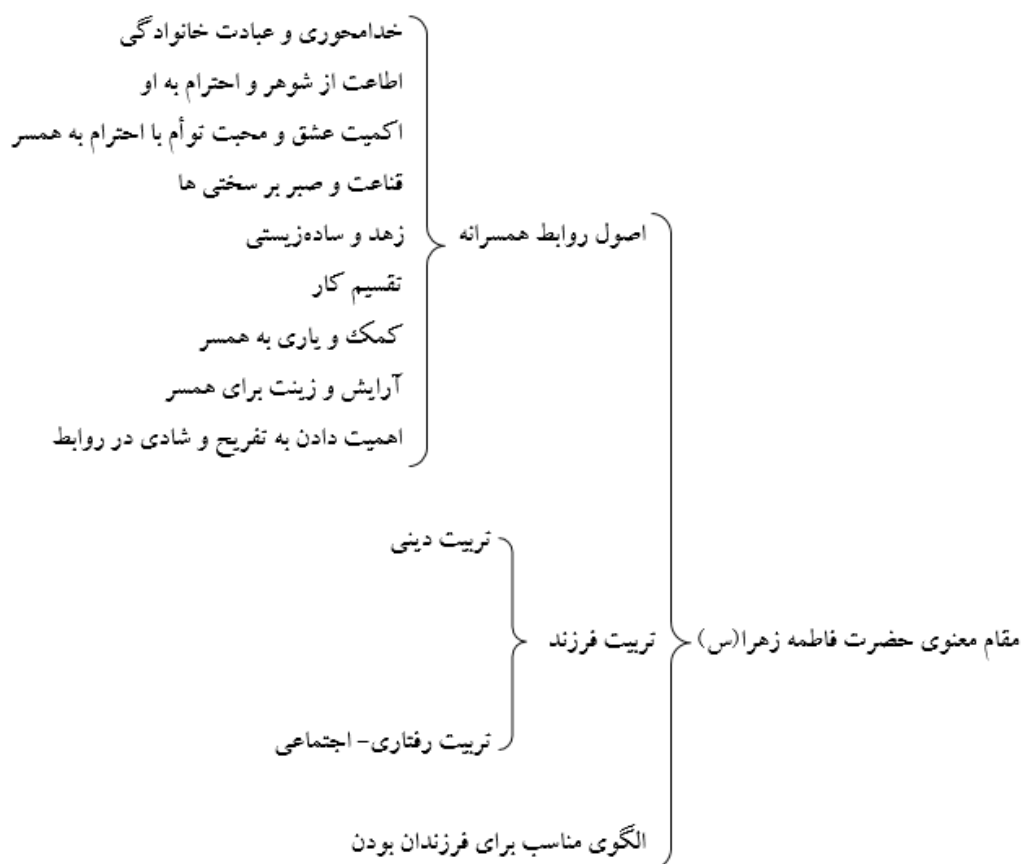 خدامحوری و عبادت خانوادگی
اطاعت از شوهر و احترام به او
اکمیت عشق و محبت توأم با احترام به همسر
قناعت و صبر بر سختی ها
اصول روابط همسرانه
زهد و ساده‌زیستی
تقسیم کار
کمک و یاری به همسر
آرایش و زینت برای همسر
اهمیت دادن به تفریح و شادی در روابط
مقام معنوی حضرت فاطمه زهرا(س)
تربیت فرزند
تربیت دینی
تربیت رفتاری- اجتماعی
الگوی مناسب برای فرزندان بودن